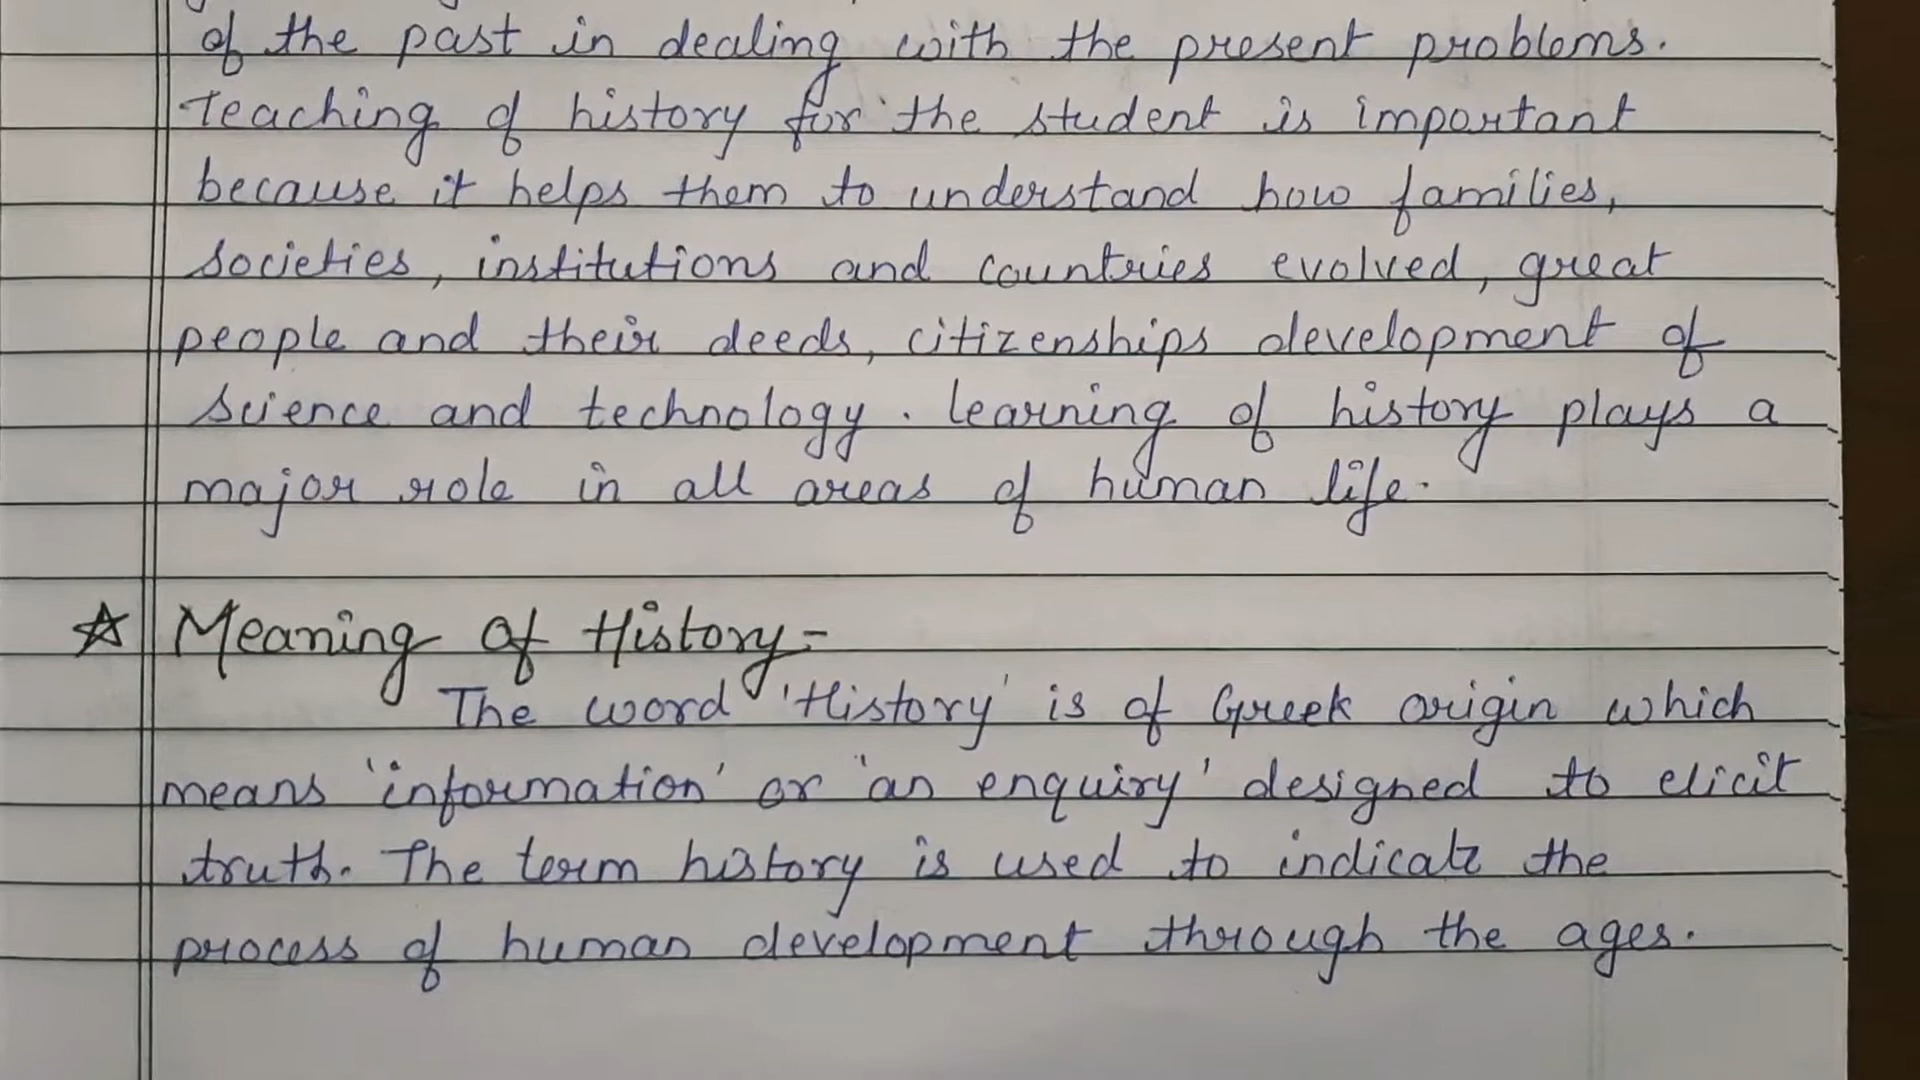 of the past in dealing with the present problems.
Teaching of history for the student is important
because it helps them to understand how families,
societies, institutions and countries evolved, great
people and their deeds, citizenships development of
science and technology. learning of history plays a
major role in all areas of human life.
☆ Meaning of History-
The word 'History' is of Greek origin which
means 'information' or 'an enquiry' designed to elicit
truth. The term history is used to indicate the
process of human development through the ages.